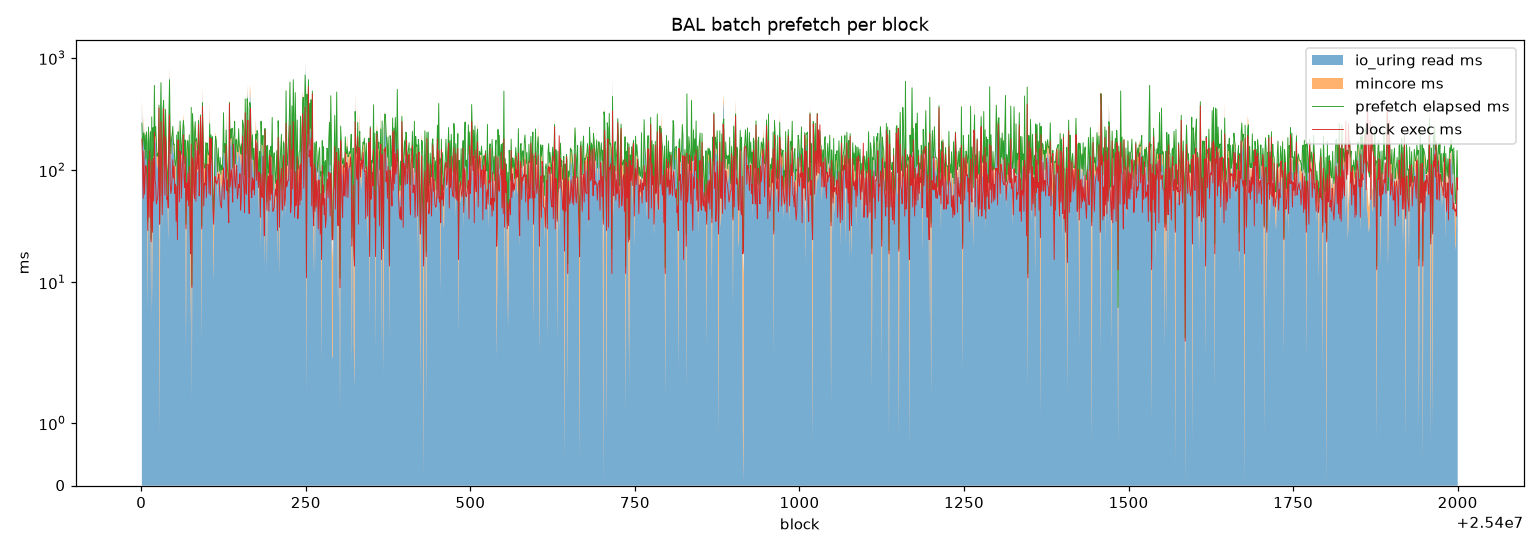 BAL batch prefetch per block
10³
10²
10¹
10⁰
0
ms
io_uring read ms
mincore ms
prefetch elapsed ms
block exec ms
0 250 500 750 1000 1250 1500 1750 2000
block
+2.54e7